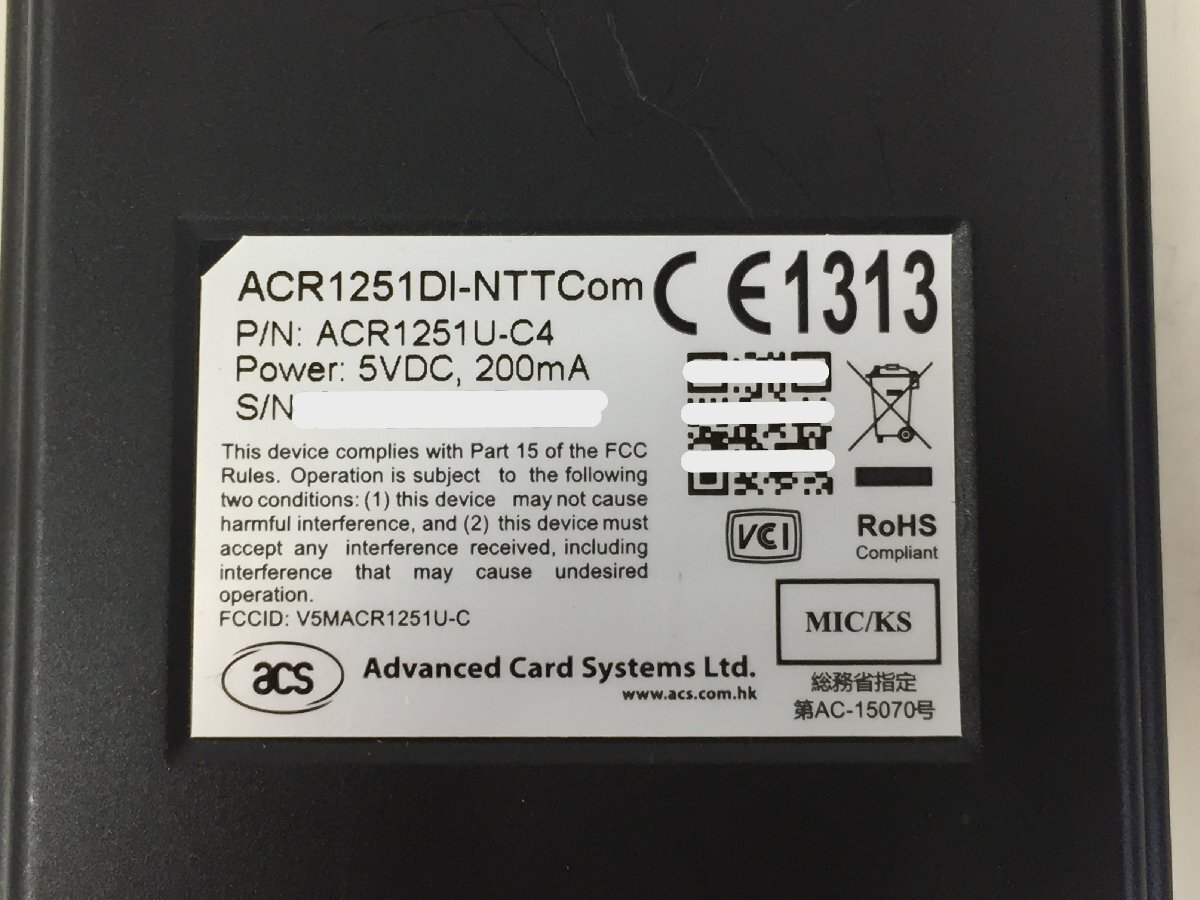 ACR1251DI-NTTCom
CE1313
P/N: ACR1251U-C4
Power: 5VDC, 200mA
S/N
This device complies with Part 15 of the FCC
Rules. Operation is subject to the following
two conditions: (1) this device may not cause
harmful interference, and (2) this device must
accept any interference received, including
interference that may cause undesired
operation.
FCCID: V5MACR1251U-C
VCI
RoHS
Compliant
MIC/KS
総務省指定
第AC-15070号
acs
Advanced Card Systems Ltd.
www.acs.com.hk